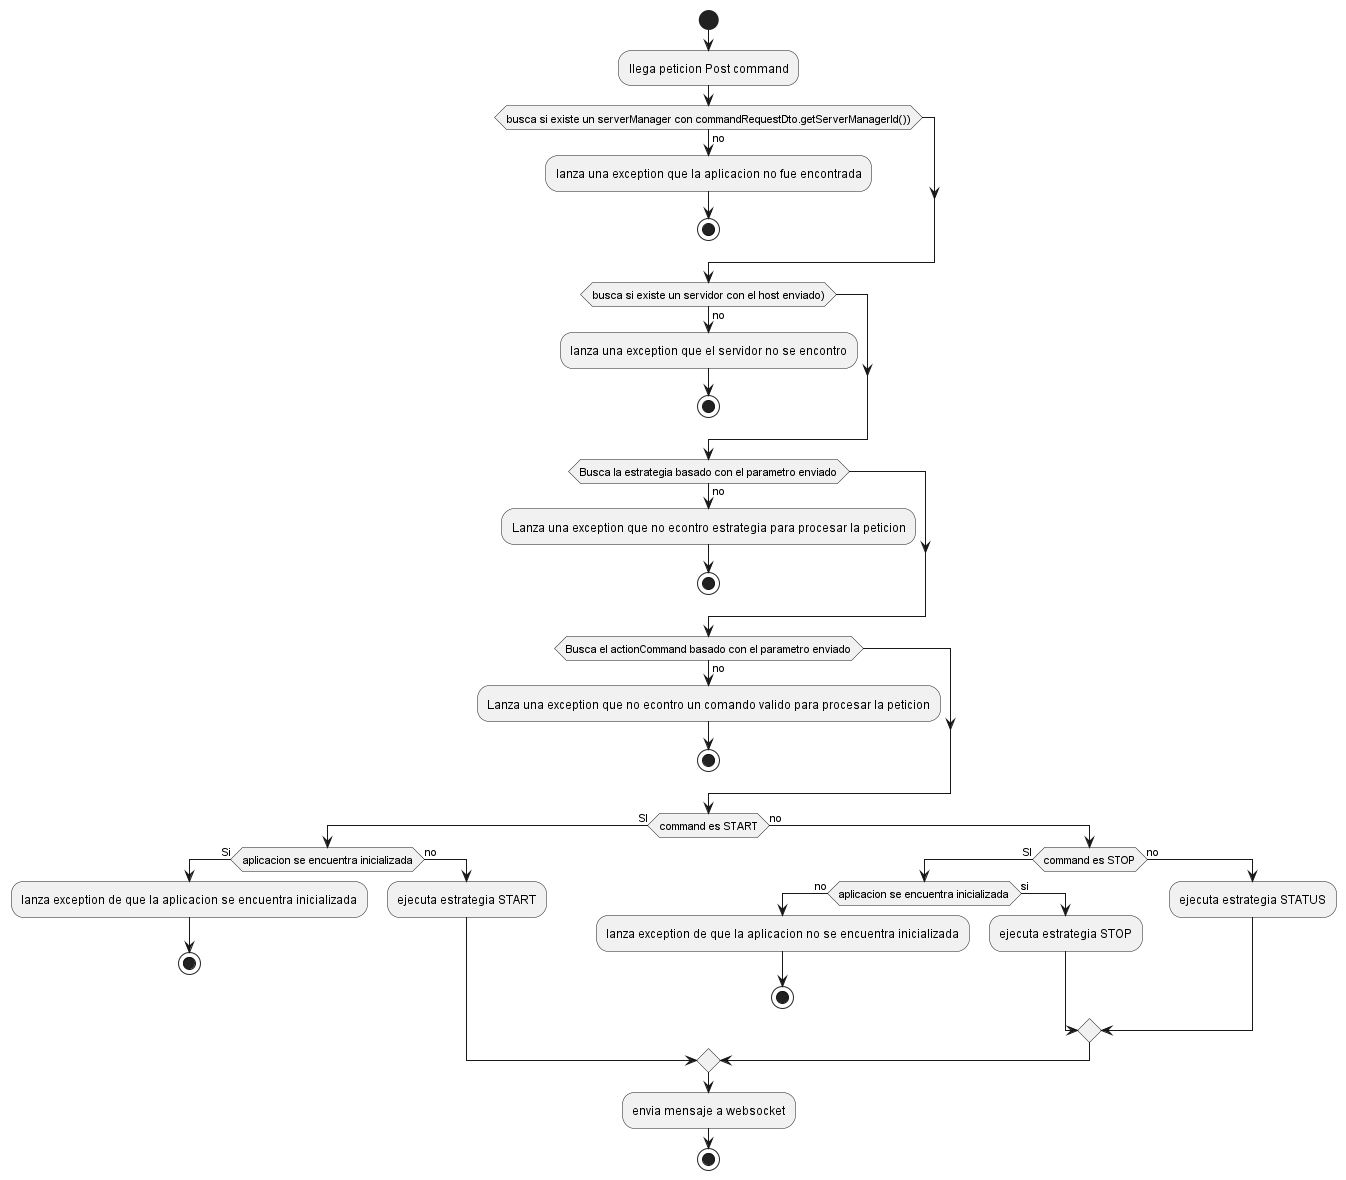 llega peticion Post command
busca si existe un serverManager con commandRequestDto.getServerManagerId())
no
lanza una exception que la aplicacion no fue encontrada
busca si existe un servidor con el host enviado)
no
lanza una exception que el servidor no se encontro
Busca la estrategia basado con el parametro enviado
no
Lanza una exception que no econtro estrategia para procesar la peticion
Busca el actionCommand basado con el parametro enviado
no
Lanza una exception que no econtro un comando valido para procesar la peticion
SI
command es START
no
Si
aplicacion se encuentra inicializada
no
SI
command es STOP
no
lanza exception de que la aplicacion se encuentra inicializada
ejecuta estrategia START
no
aplicacion se encuentra inicializada
si
ejecuta estrategia STATUS
lanza exception de que la aplicacion no se encuentra inicializada
ejecuta estrategia STOP
envia mensaje a websocket